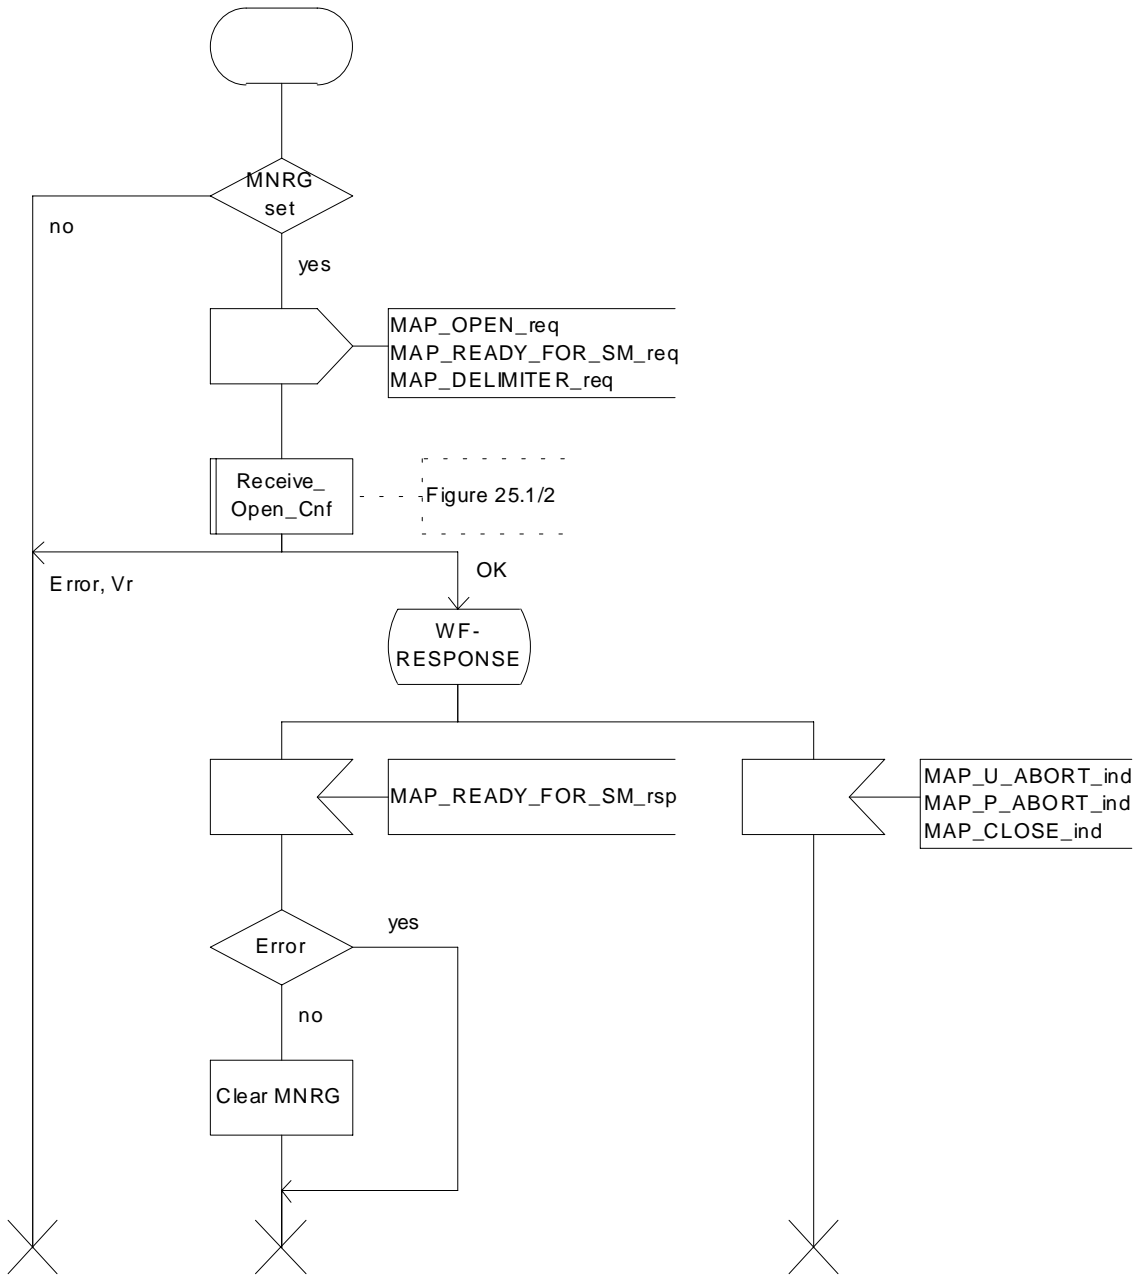 MNRG
set
no
yes
MAP_OPEN_req
MAP_READY_FOR_SM_req
MAP_DELIMITER_req
Receive_
Open_Cnf
Figure 25.1/2
Error, Vr
OK
WF-
RESPONSE
MAP_READY_FOR_SM_rsp
MAP_U_ABORT_ind
MAP_P_ABORT_ind
MAP_CLOSE_ind
Error
yes
no
Clear MNRG